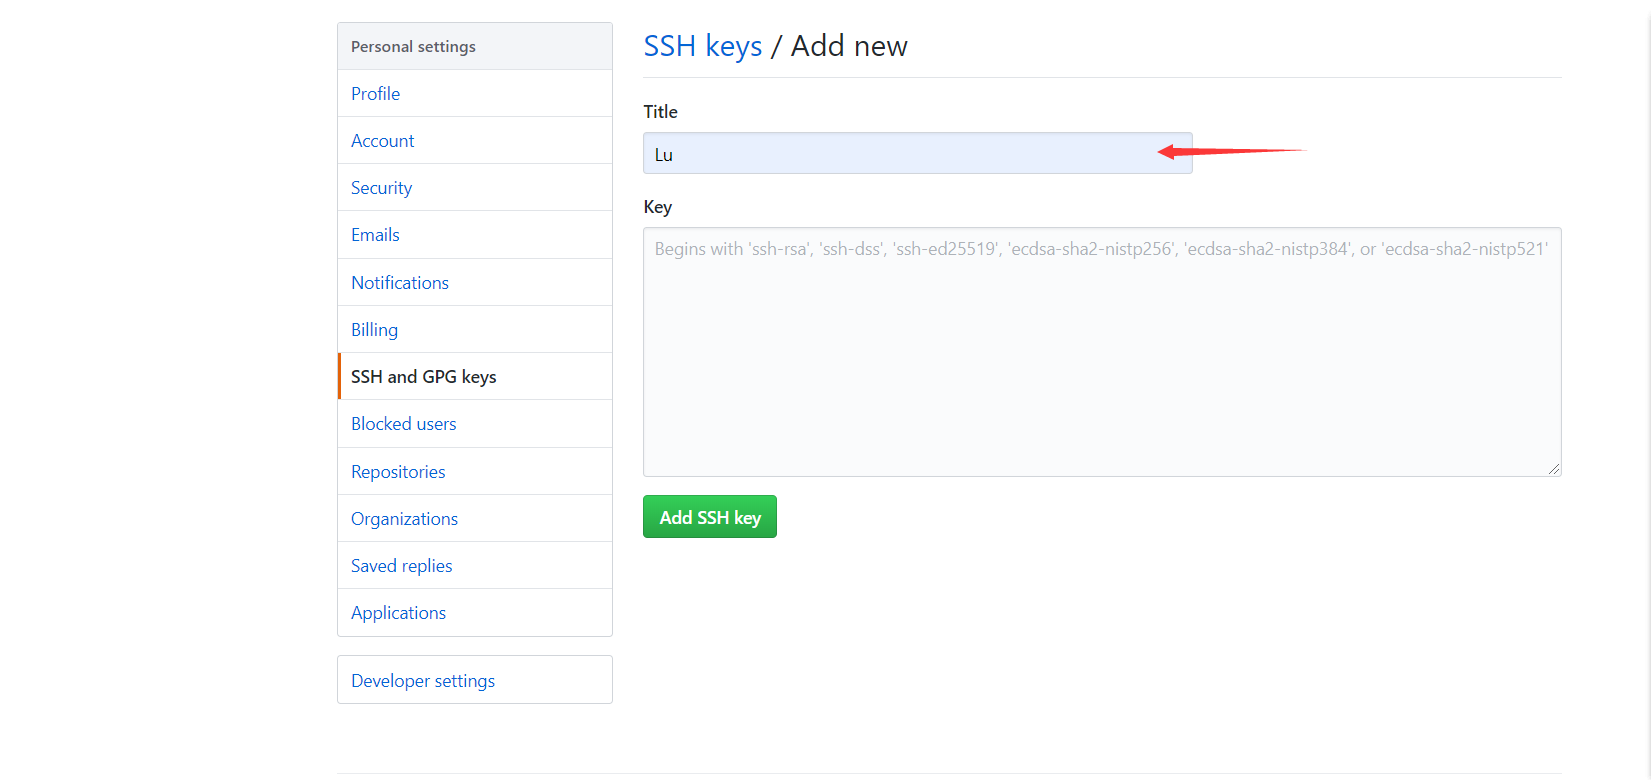 Personal settings
Profile
Account
Security
Emails
Notifications
Billing
SSH and GPG keys
Blocked users
Repositories
Organizations
Saved replies
Applications
Developer settings
SSH keys / Add new
Title
Lu
Key
Begins with 'ssh-rsa', 'ssh-dss', 'ssh-ed25519', 'ecdsa-sha2-nistp256', 'ecdsa-sha2-nistp384', or 'ecdsa-sha2-nistp521'
Add SSH key